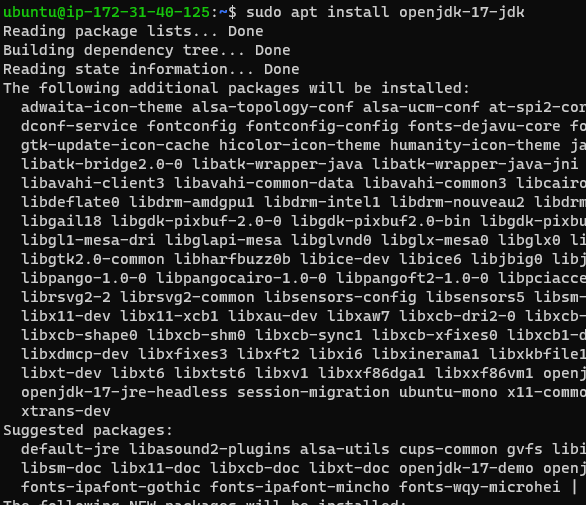 ubuntu@ip-172-31-40-125:~$ sudo apt install openjdk-17-jdk
Reading package lists... Done
Building dependency tree... Done
Reading state information... Done
The following additional packages will be installed:
adwaita-icon-theme alsa-topology-conf alsa-ucm-conf at-spi2-cor
dconf-service fontconfig fontconfig-config fonts-dejavu-core fo
gtk-update-icon-cache hicolor-icon-theme humanity-icon-theme ja
libatk-bridge2.0-0 libatk-wrapper-java libatk-wrapper-java-jni
libavahi-client3 libavahi-common-data libavahi-common3 libcairo
libdeflate0 libdrm-amdgpu1 libdrm-intel1 libdrm-nouveau2 libdrm
libgail18 libgdk-pixbuf-2.0-0 libgdk-pixbuf2.0-bin libgdk-pixbu
libgl1-mesa-dri libglapi-mesa libglvnd0 libglx-mesa0 libglx0 li
libgtk2.0-common libharfbuzz0b libice-dev libice6 libjbig0 libj
libpango-1.0-0 libpangocairo-1.0-0 libpangoft2-1.0-0 libpciacce
librsvg2-2 librsvg2-common libsensors-config libsensors5 libsm-
libx11-dev libx11-xcb1 libxau-dev libxaw7 libxcb-dri2-0 libxcb-
libxcb-shape0 libxcb-shm0 libxcb-sync1 libxcb-xfixes0 libxcb1-d
libxdmcp-dev libxfixes3 libxft2 libxi6 libxinerama1 libxkbfile1
libxt-dev libxt6 libxtst6 libxv1 libxxf86dga1 libxxf86vm1 openj
openjdk-17-jre-headless session-migration ubuntu-mono x11-commo
xtrans-dev
Suggested packages:
default-jre libasound2-plugins alsa-utils cups-common gvfs libi
libsm-doc libx11-doc libxcb-doc libxt-doc openjdk-17-demo openj
fonts-ipafont-gothic fonts-ipafont-mincho fonts-wqy-microhei |
The following NEW packages will be installed: